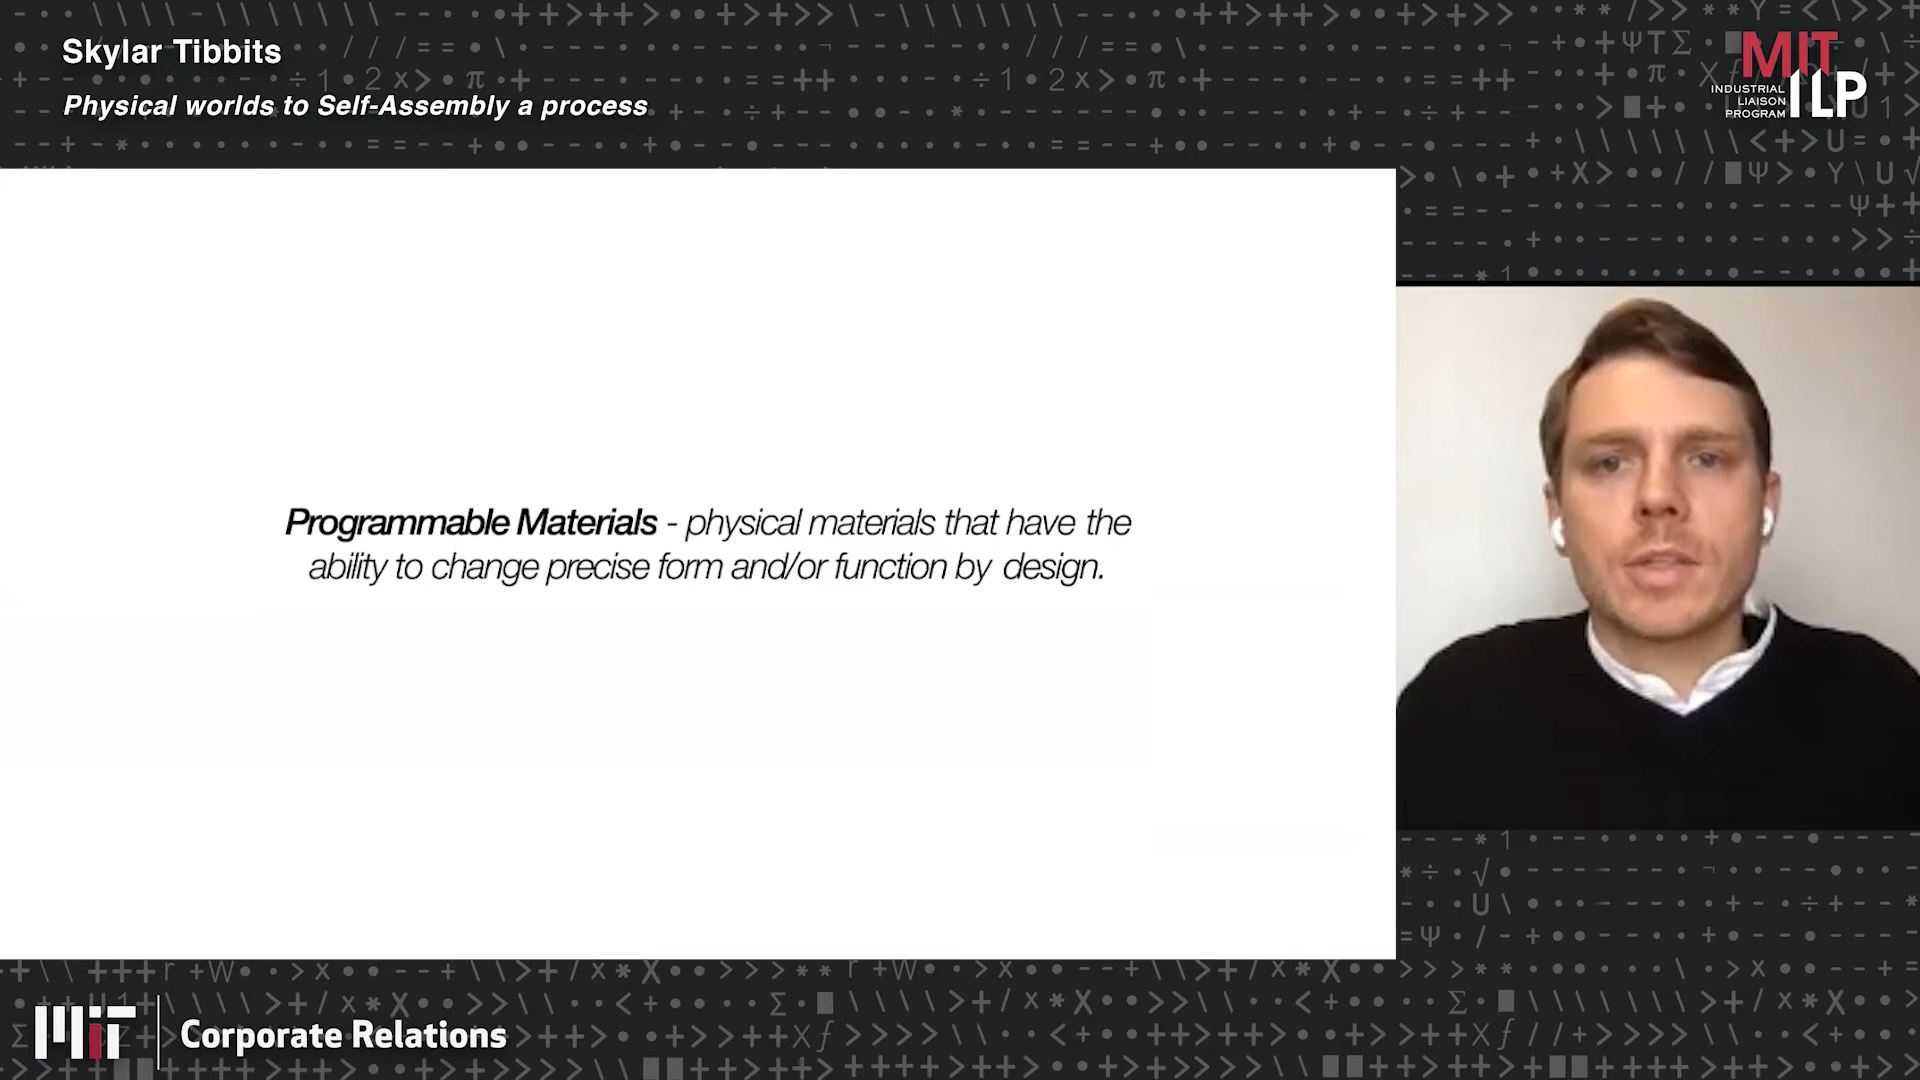 Skylar Tibbits
Physical worlds to Self-Assembly a process
MIT
INDUSTRIAL
LIAISON
PROGRAM
ILP
Programmable Materials - physical materials that have the
ability to change precise form and/or function by design.
MIT
Corporate Relations